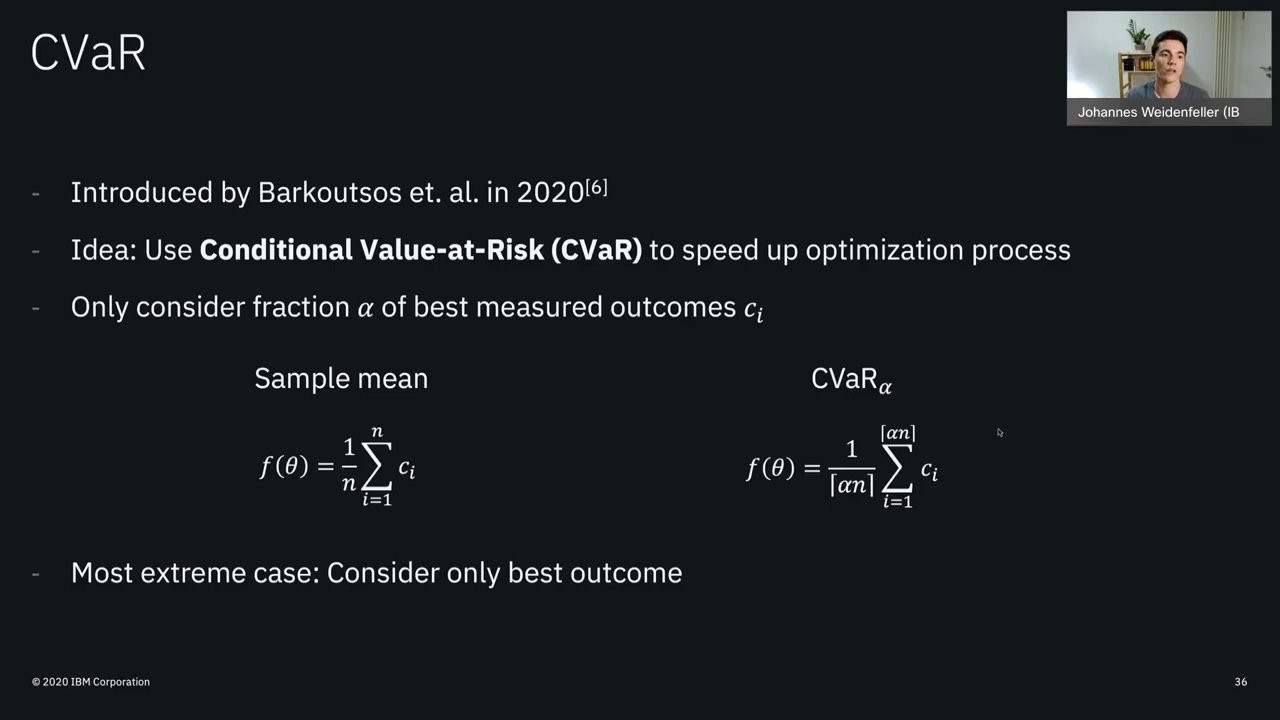 CVaR
Johannes Weidenfeller (IB
- Introduced by Barkoutsos et. al. in 2020[6]
- Idea: Use Conditional Value-at-Risk (CVaR) to speed up optimization process
- Only consider fraction α of best measured outcomes cᵢ
Sample mean
CVaRα
f(θ) = 1/n ∑_{i=1}^{n} cᵢ
f(θ) = 1/⌈αn⌉ ∑_{i=1}^{⌈αn⌉} cᵢ
- Most extreme case: Consider only best outcome
© 2020 IBM Corporation
36